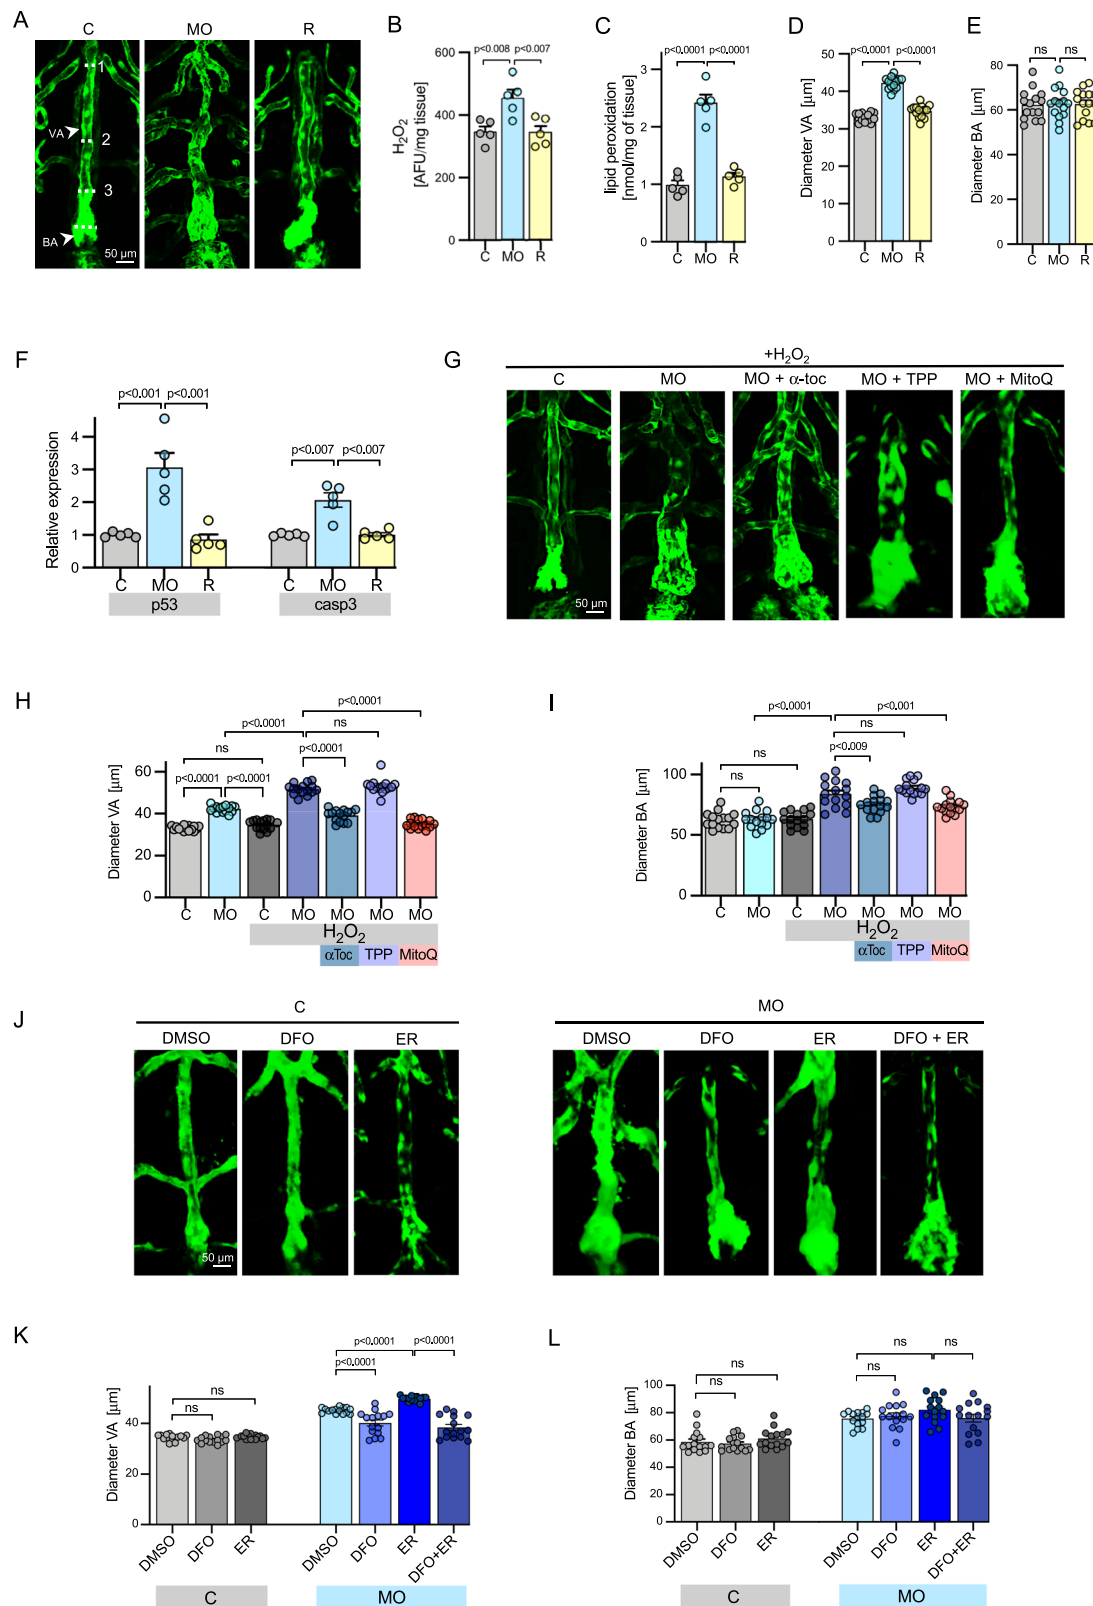 A
C
MO
R
1
VA
2
3
BA
50 µm
B
p<0.008
p<0.007
600
400
200
0
H₂O₂
[AFU/mg tissue]
C
MO
R
C
p<0.0001
p<0.0001
3
2
1
0
lipid peroxidation
[nmol/mg of tissue]
C
MO
R
D
p<0.0001
p<0.0001
50
40
30
20
10
0
Diameter VA [µm]
C
MO
R
E
ns
ns
80
60
40
20
0
Diameter BA [µm]
C
MO
R
F
p<0.001
p<0.001
p<0.007
p<0.007
4
3
2
1
0
Relative expression
C
MO
R
C
MO
R
p53
casp3
G
+H₂O₂
C
MO
MO + α-toc
MO + TPP
MO + MitoQ
50 µm
H
p<0.0001
p<0.0001
ns
ns
p<0.0001
p<0.0001
p<0.0001
60
40
20
0
Diameter VA [µm]
C
MO
C
MO
MO
MO
MO
H₂O₂
αToc
TPP
MitoQ
I
p<0.0001
p<0.001
ns
ns
p<0.009
ns
100
50
0
Diameter BA [µm]
C
MO
C
MO
MO
MO
MO
H₂O₂
αToc
TPP
MitoQ
J
C
DMSO
DFO
ER
50 µm
MO
DMSO
DFO
ER
DFO + ER
K
p<0.0001
p<0.0001
p<0.0001
ns
ns
40
20
0
Diameter VA [µm]
DMSO
DFO
ER
DMSO
DFO
ER
DFO+ER
C
MO
L
ns
ns
ns
ns
ns
100
80
60
40
20
0
Diameter BA [µm]
DMSO
DFO
ER
DMSO
DFO
ER
DFO+ER
C
MO